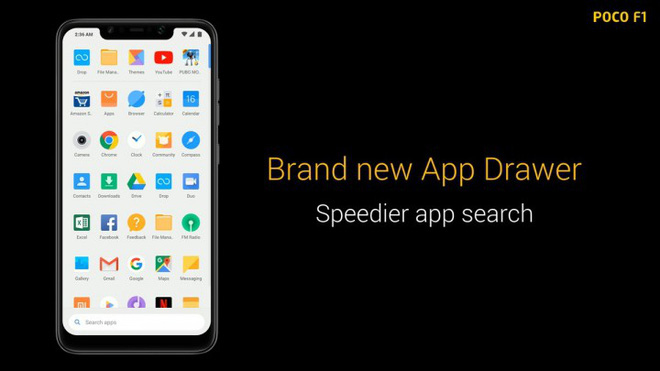 POCO F1
3:36 AM
Drop File Mana.. Themes YouTube PUBG MO..
Amazon S.. Apps Browser Calculator Calendar
16
Camera Chrome Clock Community Compass
Contacts Downloads Drive Drop Duo
Excel Facebook Feedback File Mana.. FM Radio
Gallery Gmail Google Maps Messaging
Search apps
Brand new App Drawer
Speedier app search